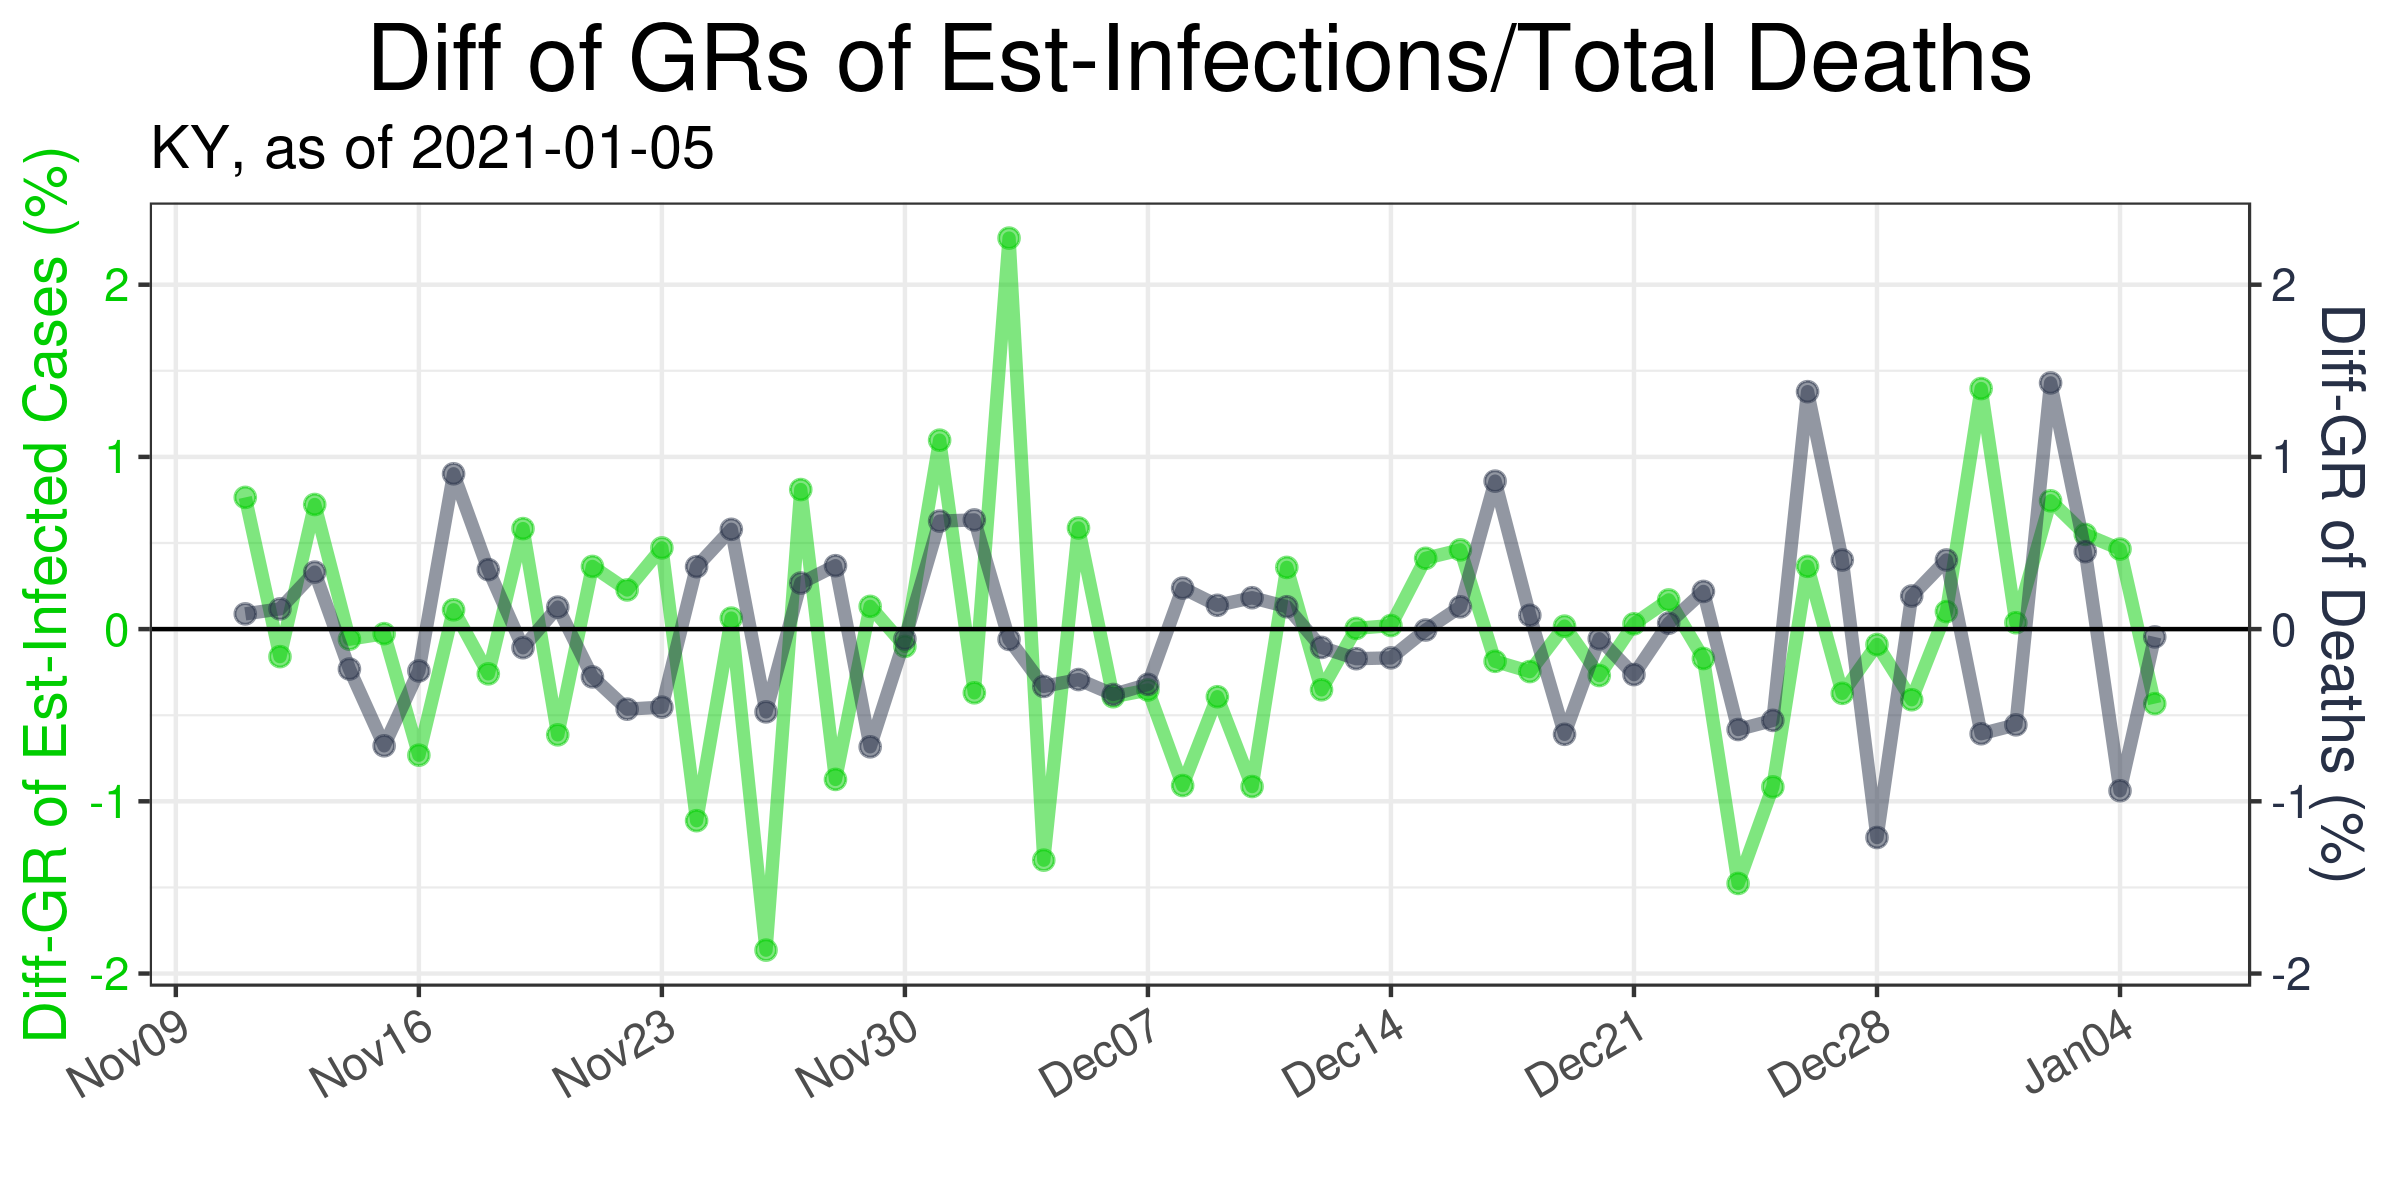 Diff of GRs of Est-Infections/Total Deaths
KY, as of 2021-01-05
Diff-GR of Est-Infected Cases (%)
2
1
0
-1
-2
2
1
0
-1
-2
Diff-GR of Deaths (%)
Nov09
Nov16
Nov23
Nov30
Dec07
Dec14
Dec21
Dec28
Jan04